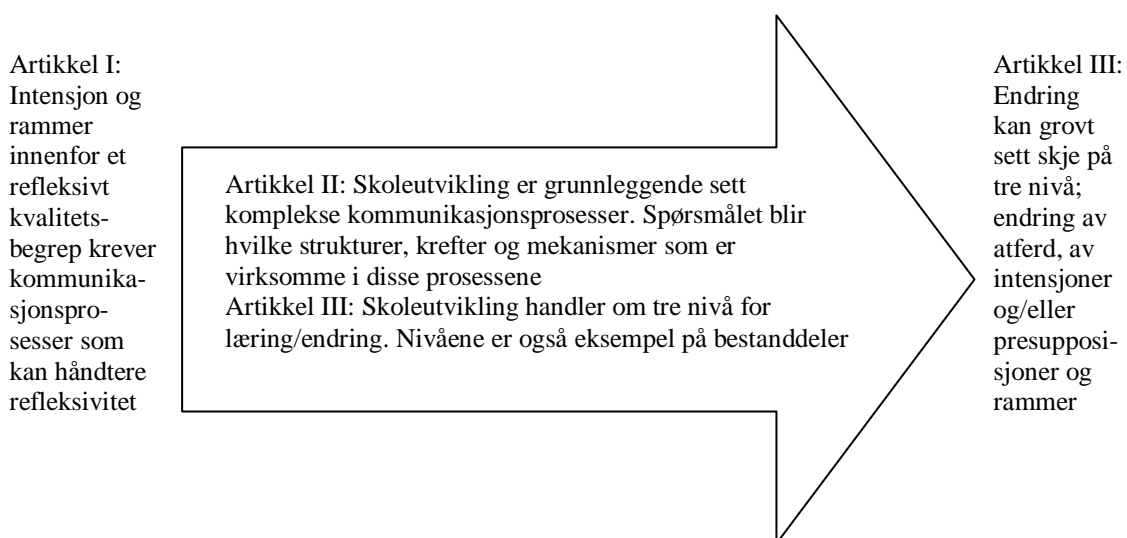 Artikkel I:
Intensjon og
rammer
innenfor et
refleksivt
kvalitets-
begrep krever
kommunika-
sjonspro-
sesser som
kan håndtere
refleksivitet
Artikkel II: Skoleutvikling er grunnleggende sett
komplekse kommunikasjonsprosesser. Spørsmålet blir
hvilke strukturer, krefter og mekanismer som er
virksomme i disse prosessene
Artikkel III: Skoleutvikling handler om tre nivå for
læring/endring. Nivåene er også eksempel på bestanddeler
Artikkel III:
Endring
kan grovt
sett skje på
tre nivå;
endring av
atferd, av
intensjoner
og/eller
presupposi-
sjoner og
rammer